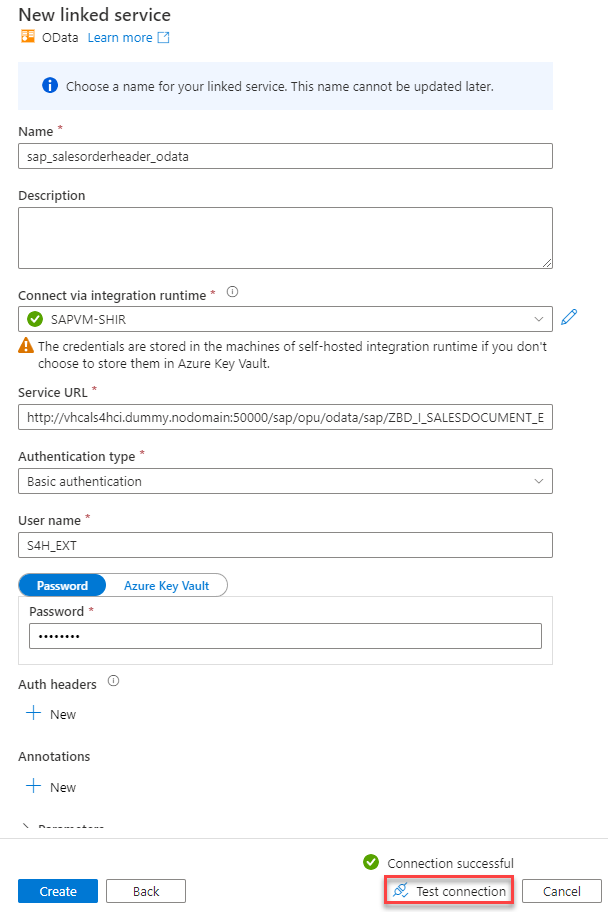 New linked service
OData Learn more
Choose a name for your linked service. This name cannot be updated later.
Name *
sap_salesorderheader_odata
Description
Connect via integration runtime *
SAPVM-SHIR
The credentials are stored in the machines of self-hosted integration runtime if you don't
choose to store them in Azure Key Vault.
Service URL *
http://vhcals4hci.dummy.nodomain:50000/sap/opu/odata/sap/ZBD_I_SALESDOCUMENT_E
Authentication type *
Basic authentication
User name *
S4H_EXT
Password Azure Key Vault
Password *
••••••••
Auth headers
New
Annotations
New
Parameters
Connection successful
Create Back Test connection Cancel